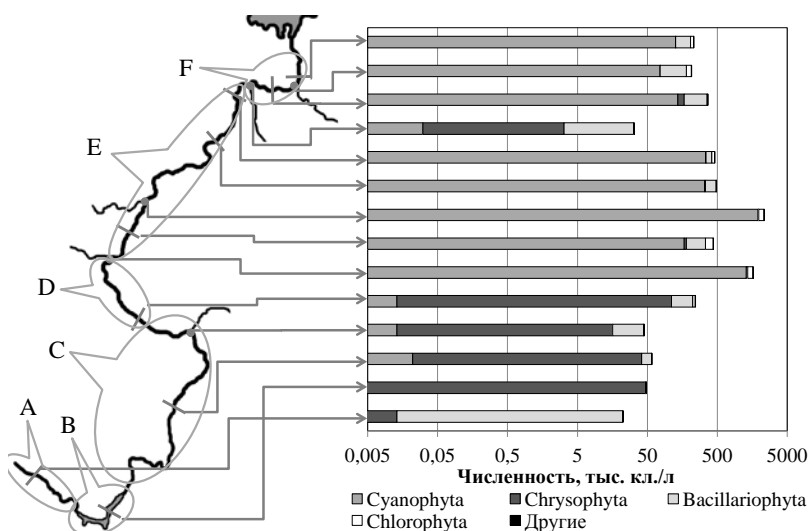 F
E
D
C
A
B
0,005 0,05 0,5 5 50 500 5000
Численность, тыс. кл./л
Cyanophyta Chrysophyta Bacillariophyta
Chlorophyta Другие